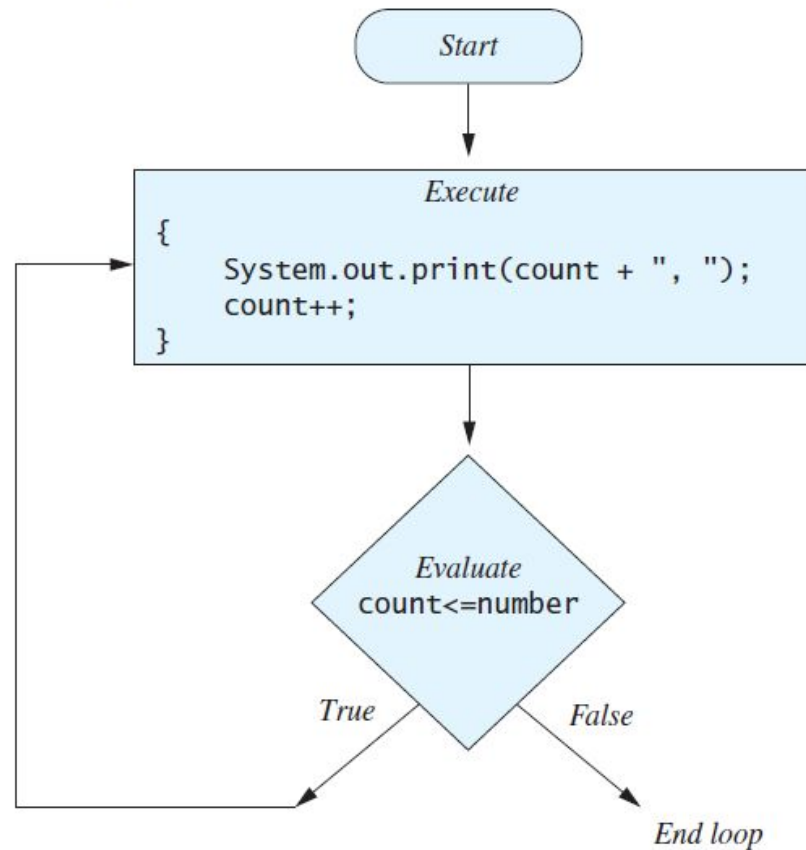 Start
Execute
{
    System.out.print(count + ", ");
    count++;
}
Evaluate
count<=number
True
False
End loop